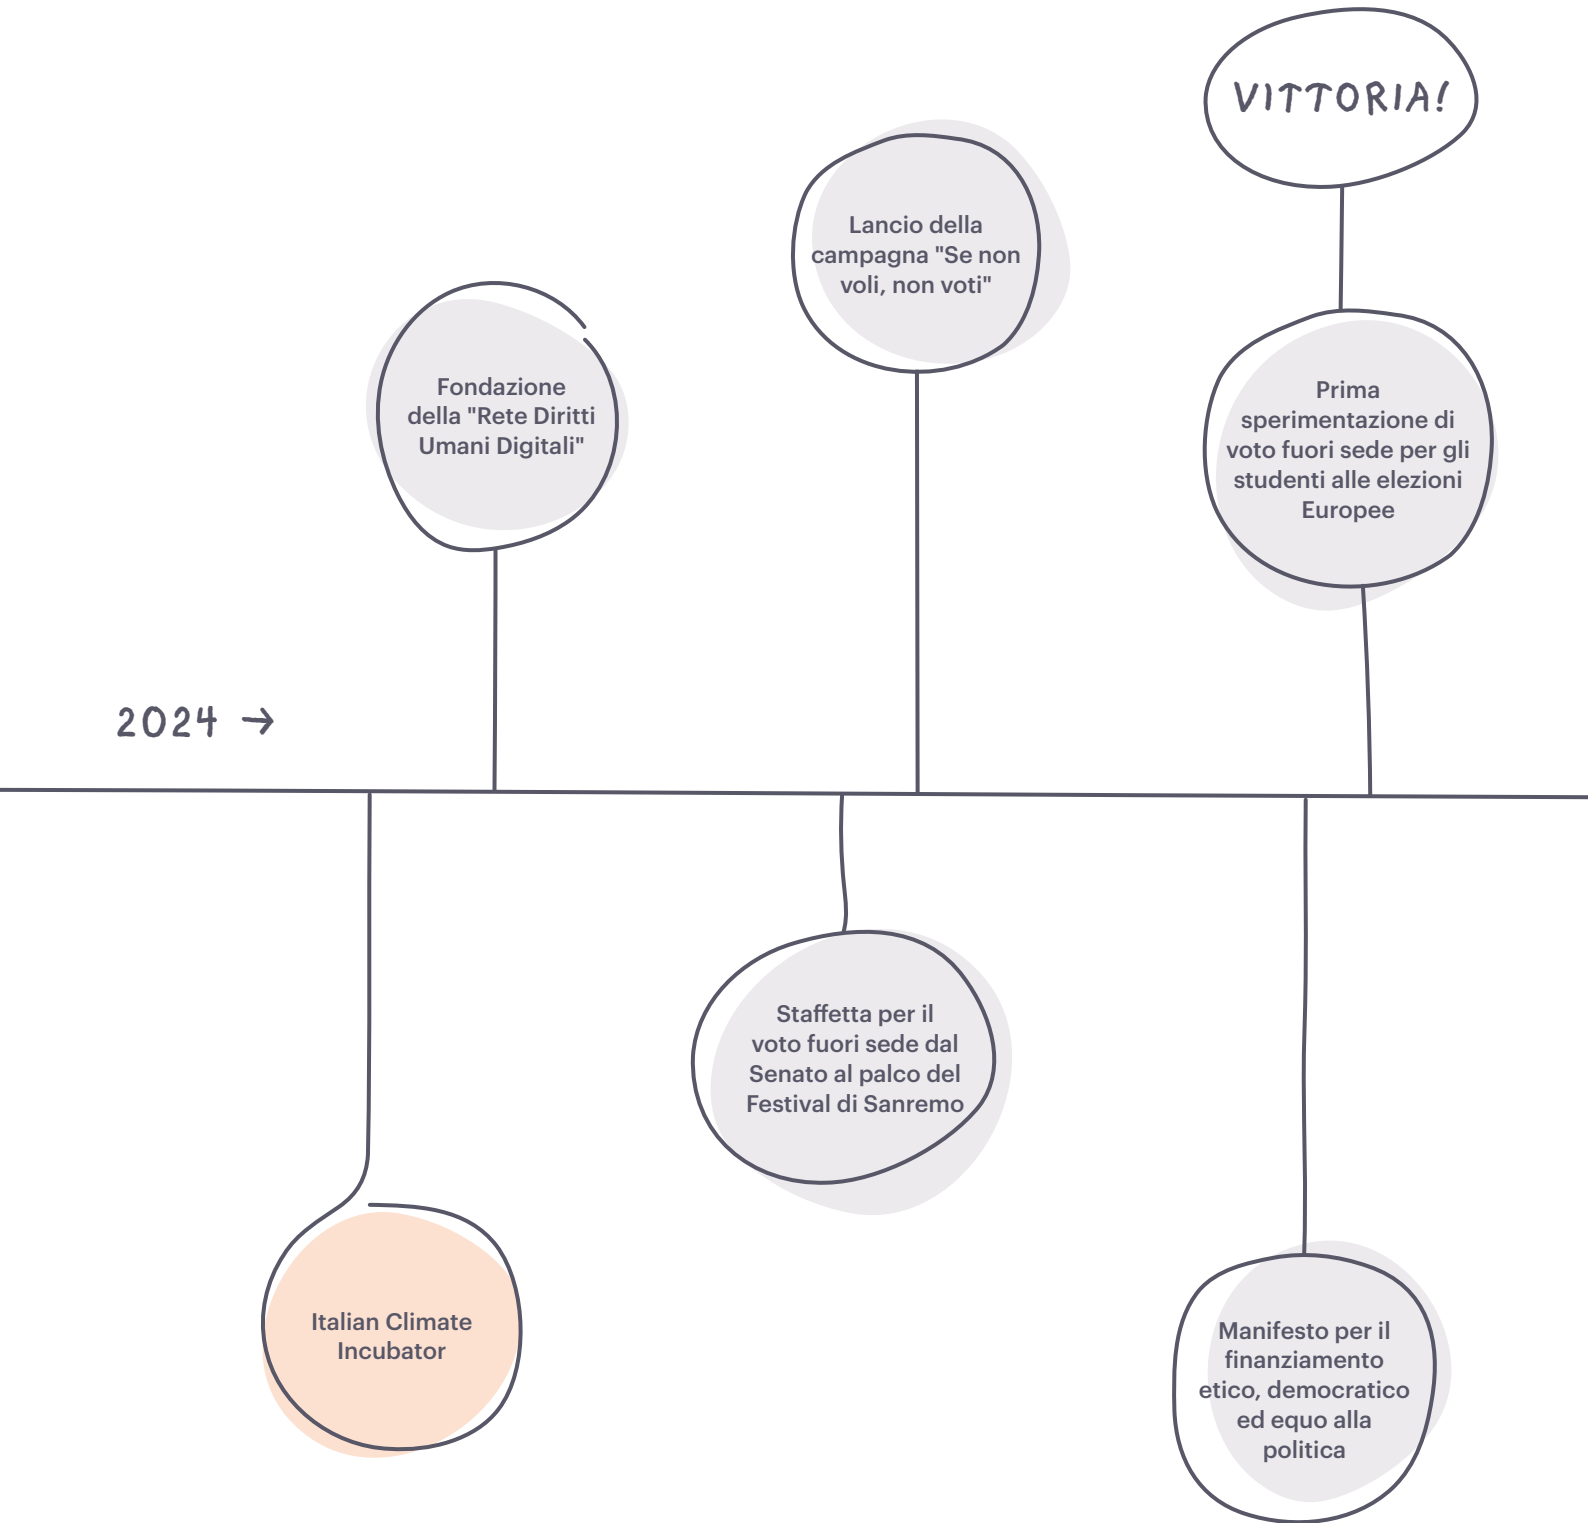 VITTORIA!
Lancio della
campagna "Se non
voli, non voti"
Fondazione
della "Rete Diritti
Umani Digitali"
Prima
sperimentazione di
voto fuori sede per gli
studenti alle elezioni
Europee
2024 →
Staffetta per il
voto fuori sede dal
Senato al palco del
Festival di Sanremo
Italian Climate
Incubator
Manifesto per il
finanziamento
etico, democratico
ed equo alla
politica